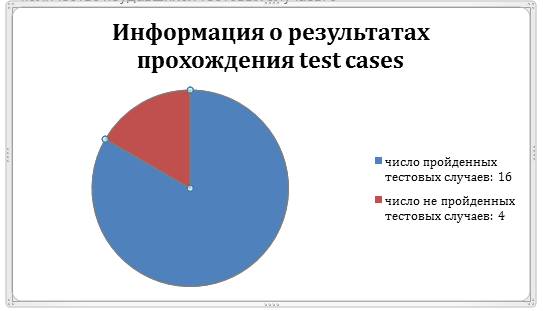 Информация о результатах
прохождения test cases
число пройденных
тестовых случаев: 16
число не пройденных
тестовых случаев: 4